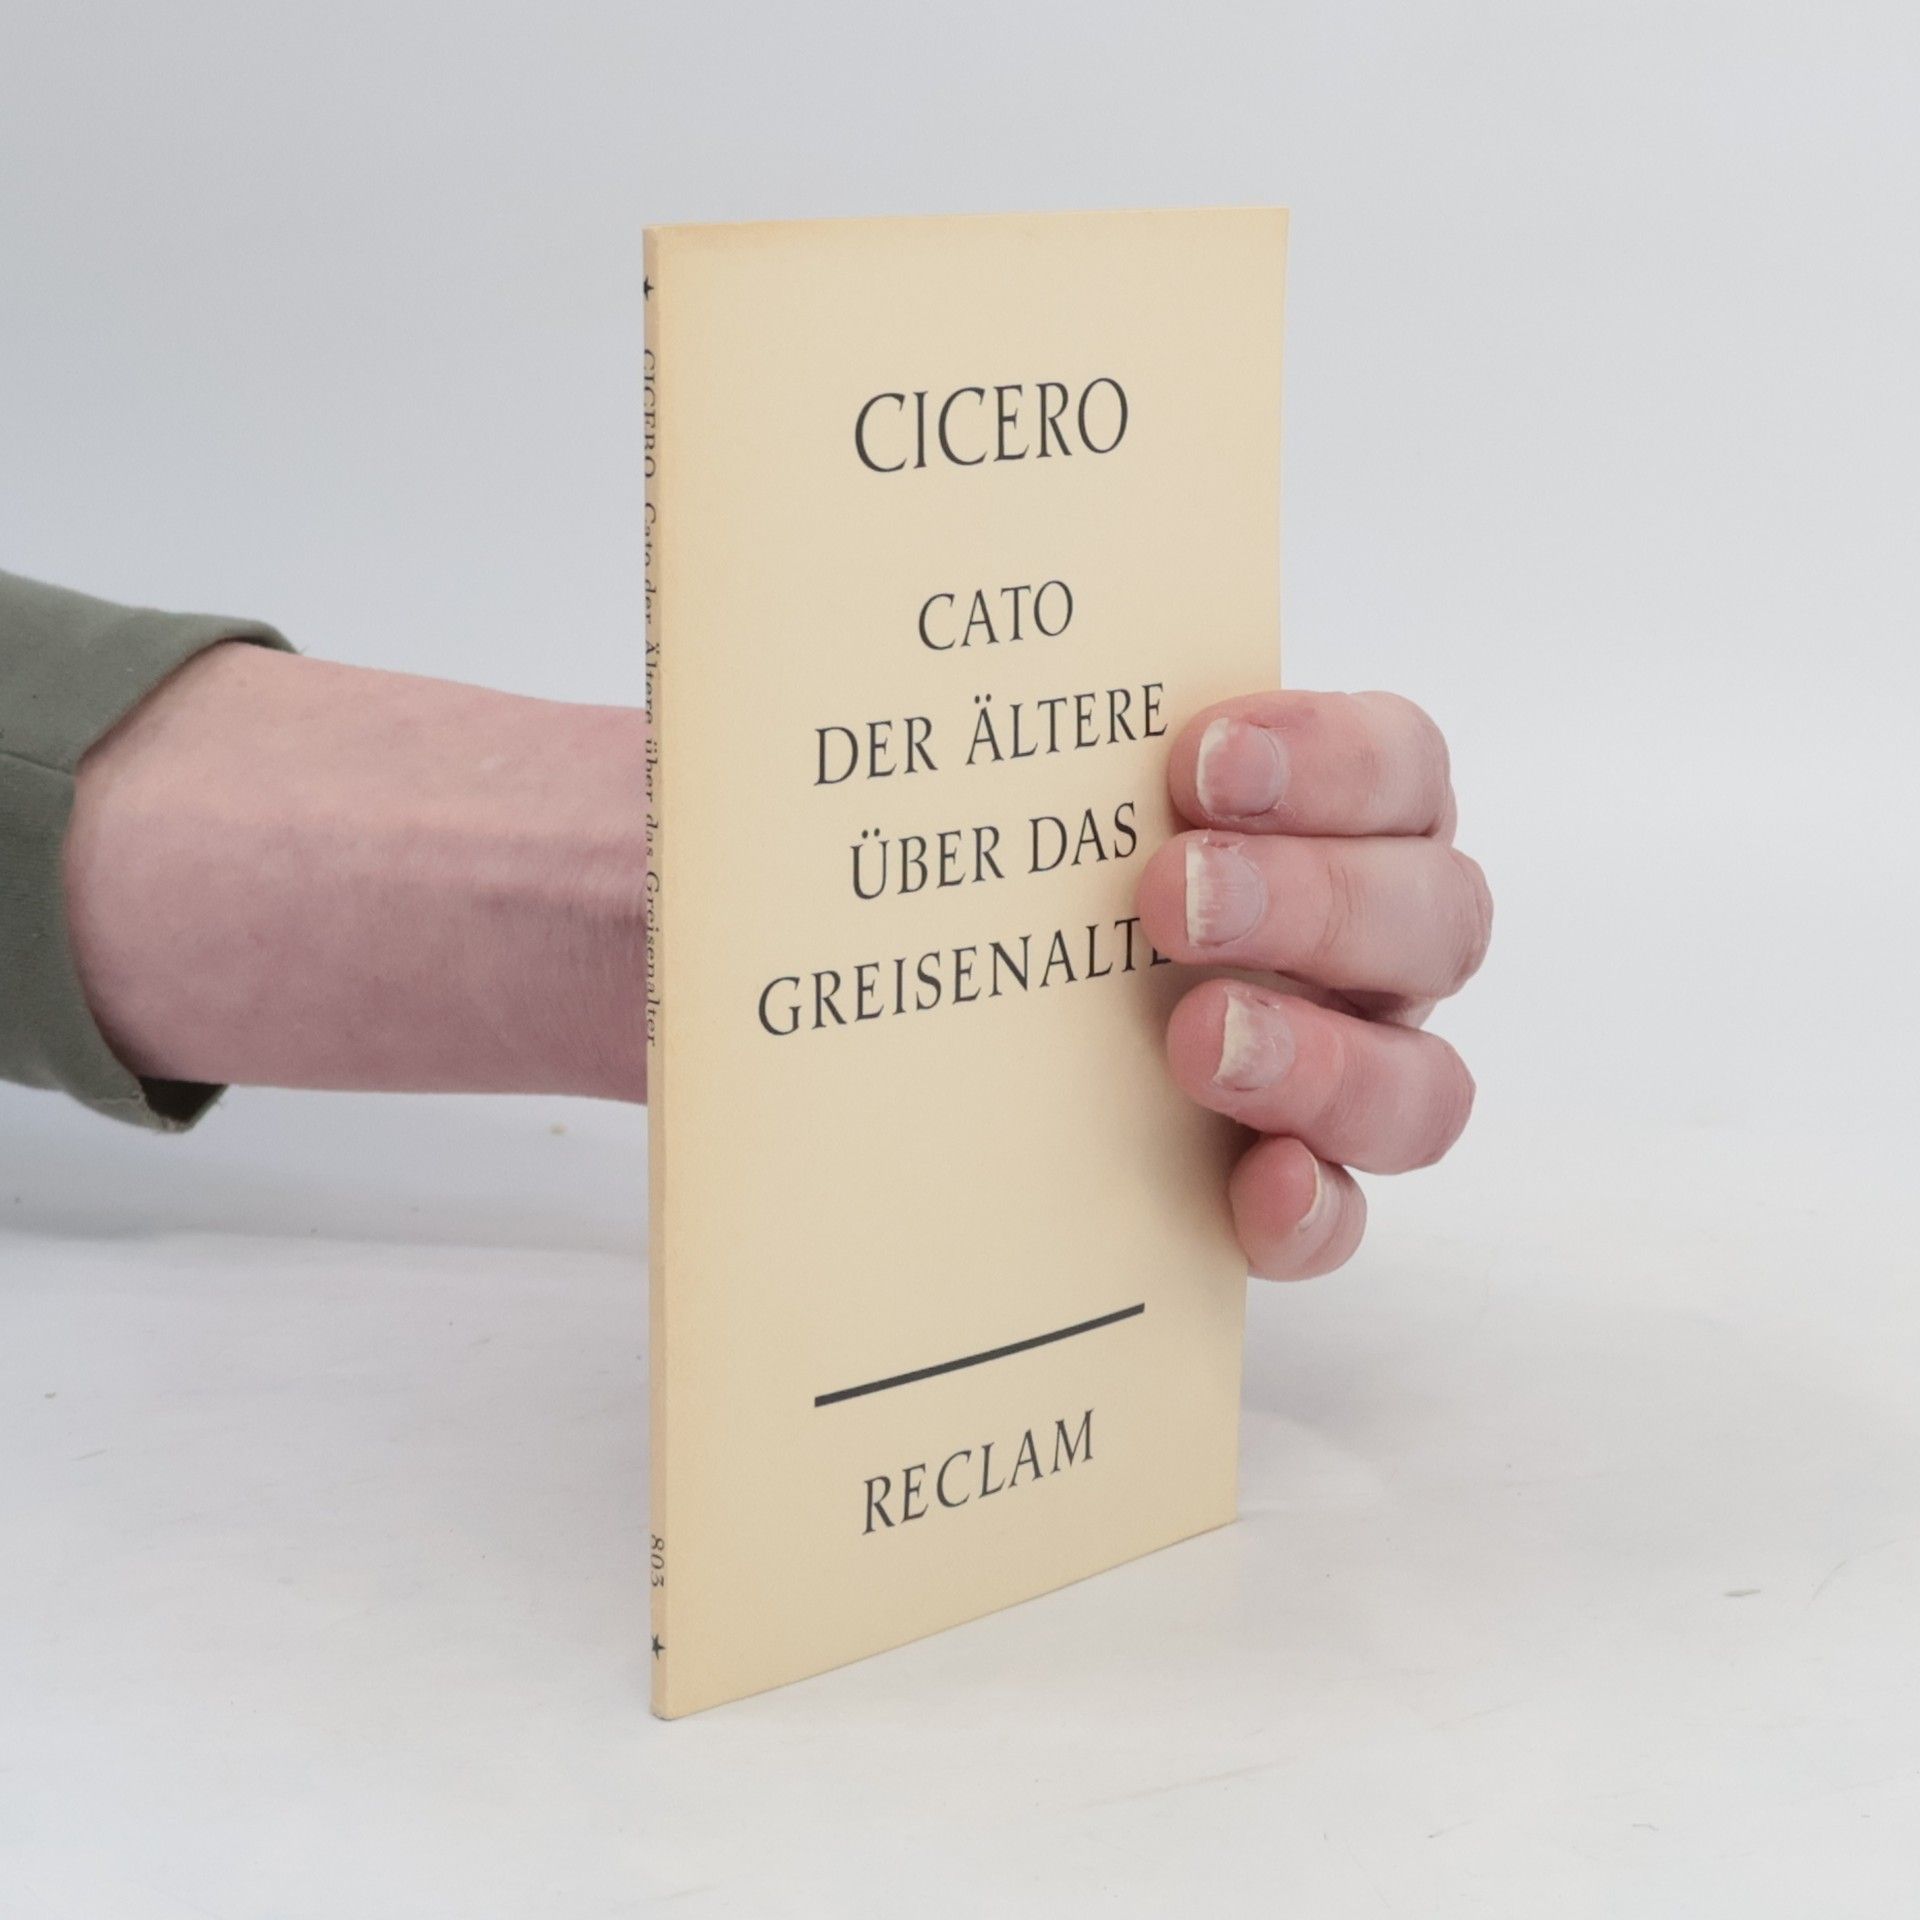 CICERO
CATO
DER ÄLTERE
ÜBER DAS
GREISENALTE
RECLAM
★ CICERO Cato der Ältere über das Greisenalter 803 ★